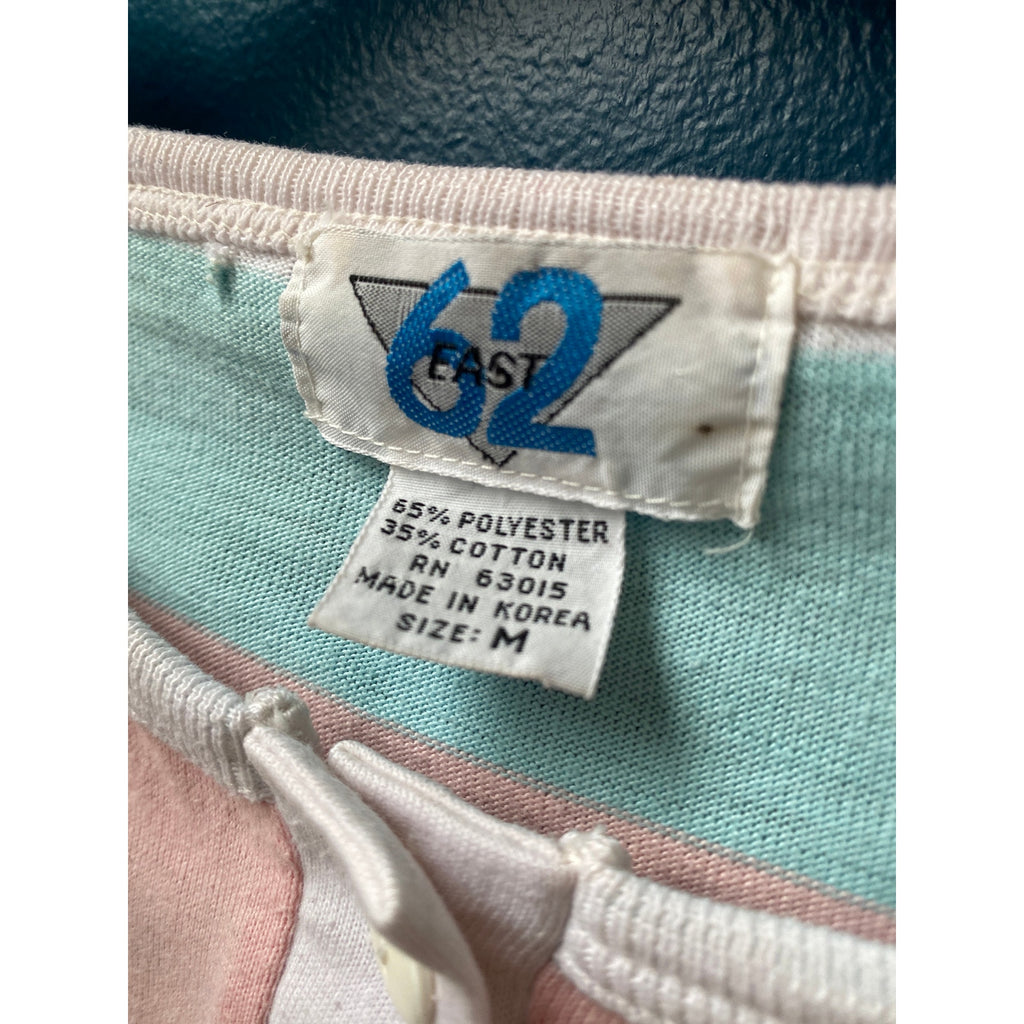 62
EAST
65% POLYESTER
35% COTTON
RN 63015
MADE IN KOREA
SIZE: M